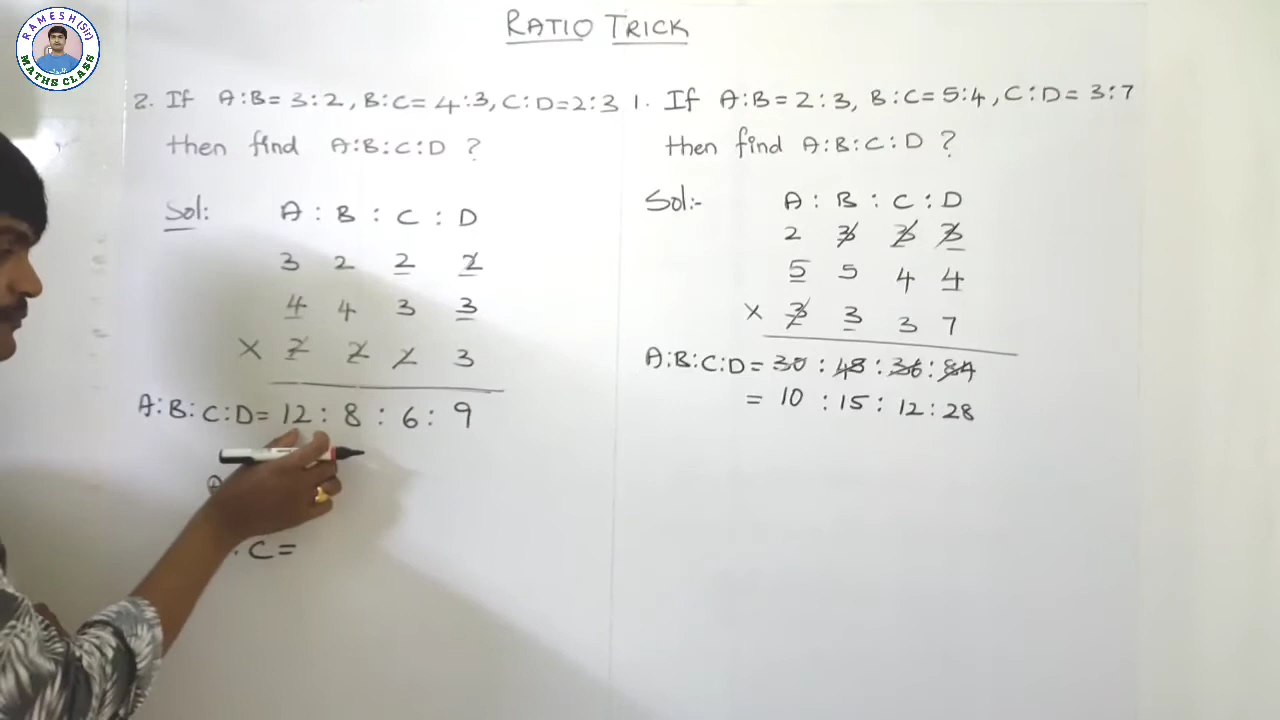 RAMESH (Sir)
MATHS CLASS
RATIO TRICK
2. If A:B= 3:2, B:C= 4:3, C:D=2:3
then find A:B:C:D ?
Sol:
A : B : C : D
3 2 2 2
4 4 3 3
× 2 2 2 3
A:B:C:D= 12 : 8 : 6 : 9
C=
1. If A:B=2:3, B:C=5:4, C:D= 3:7
then find A:B:C:D ?
Sol:-
A : B : C : D
2 3 3 3
5 5 4 4
× 3 3 3 7
A:B:C:D = 30 : 48 : 36 : 84
= 10 : 15 : 12 : 28